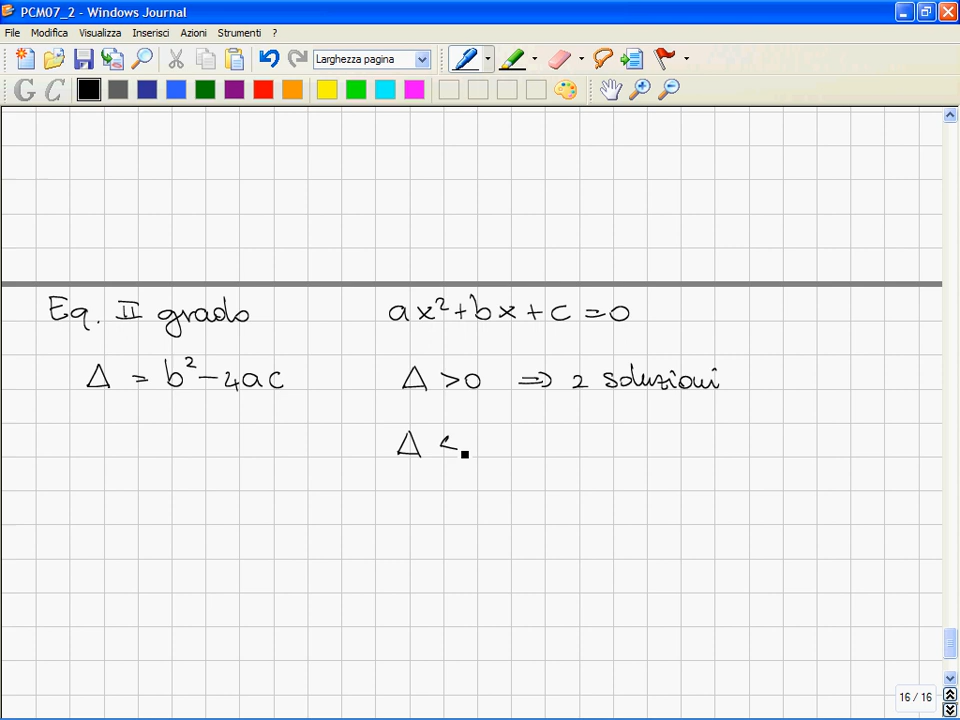 PCM07_2 - Windows Journal
File Modifica Visualizza Inserisci Azioni Strumenti ?
Larghezza pagina
G C
Eq. II grado ax²+bx+c=0
Δ = b²-4ac Δ>0 ⇒ 2 soluzioni
Δ <
16 / 16